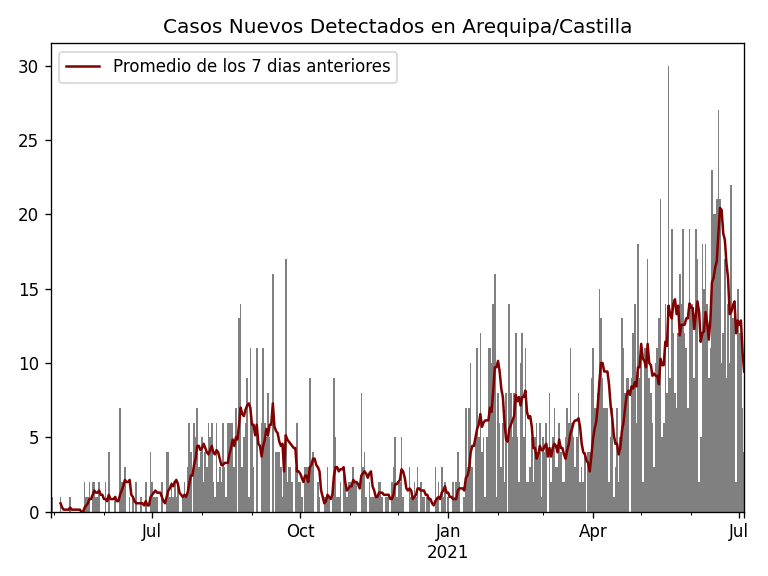 Casos Nuevos Detectados en Arequipa/Castilla
Promedio de los 7 dias anteriores
30
25
20
15
10
5
0
Jul
Oct
Jan
2021
Apr
Jul